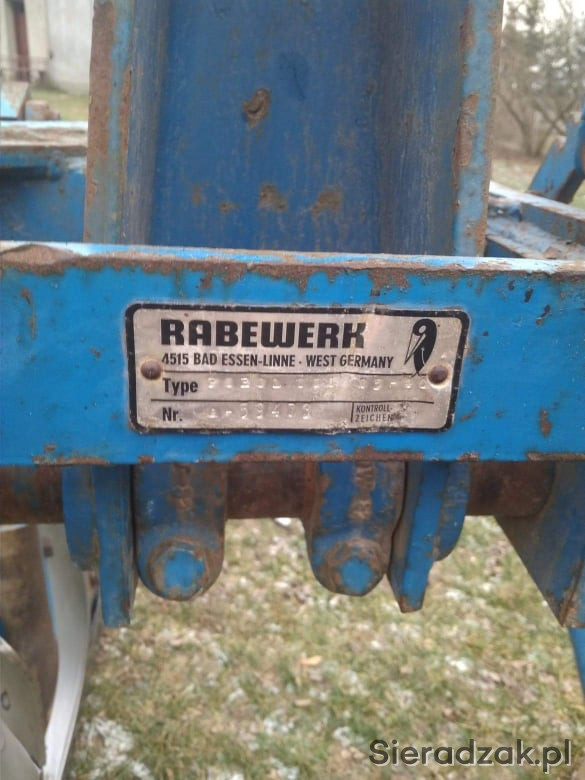 RABEWERK
4515 BAD ESSEN-LINNE · WEST GERMANY
Type
Nr.
KONTROLL-
ZEICHEN
Sieradzak.pl